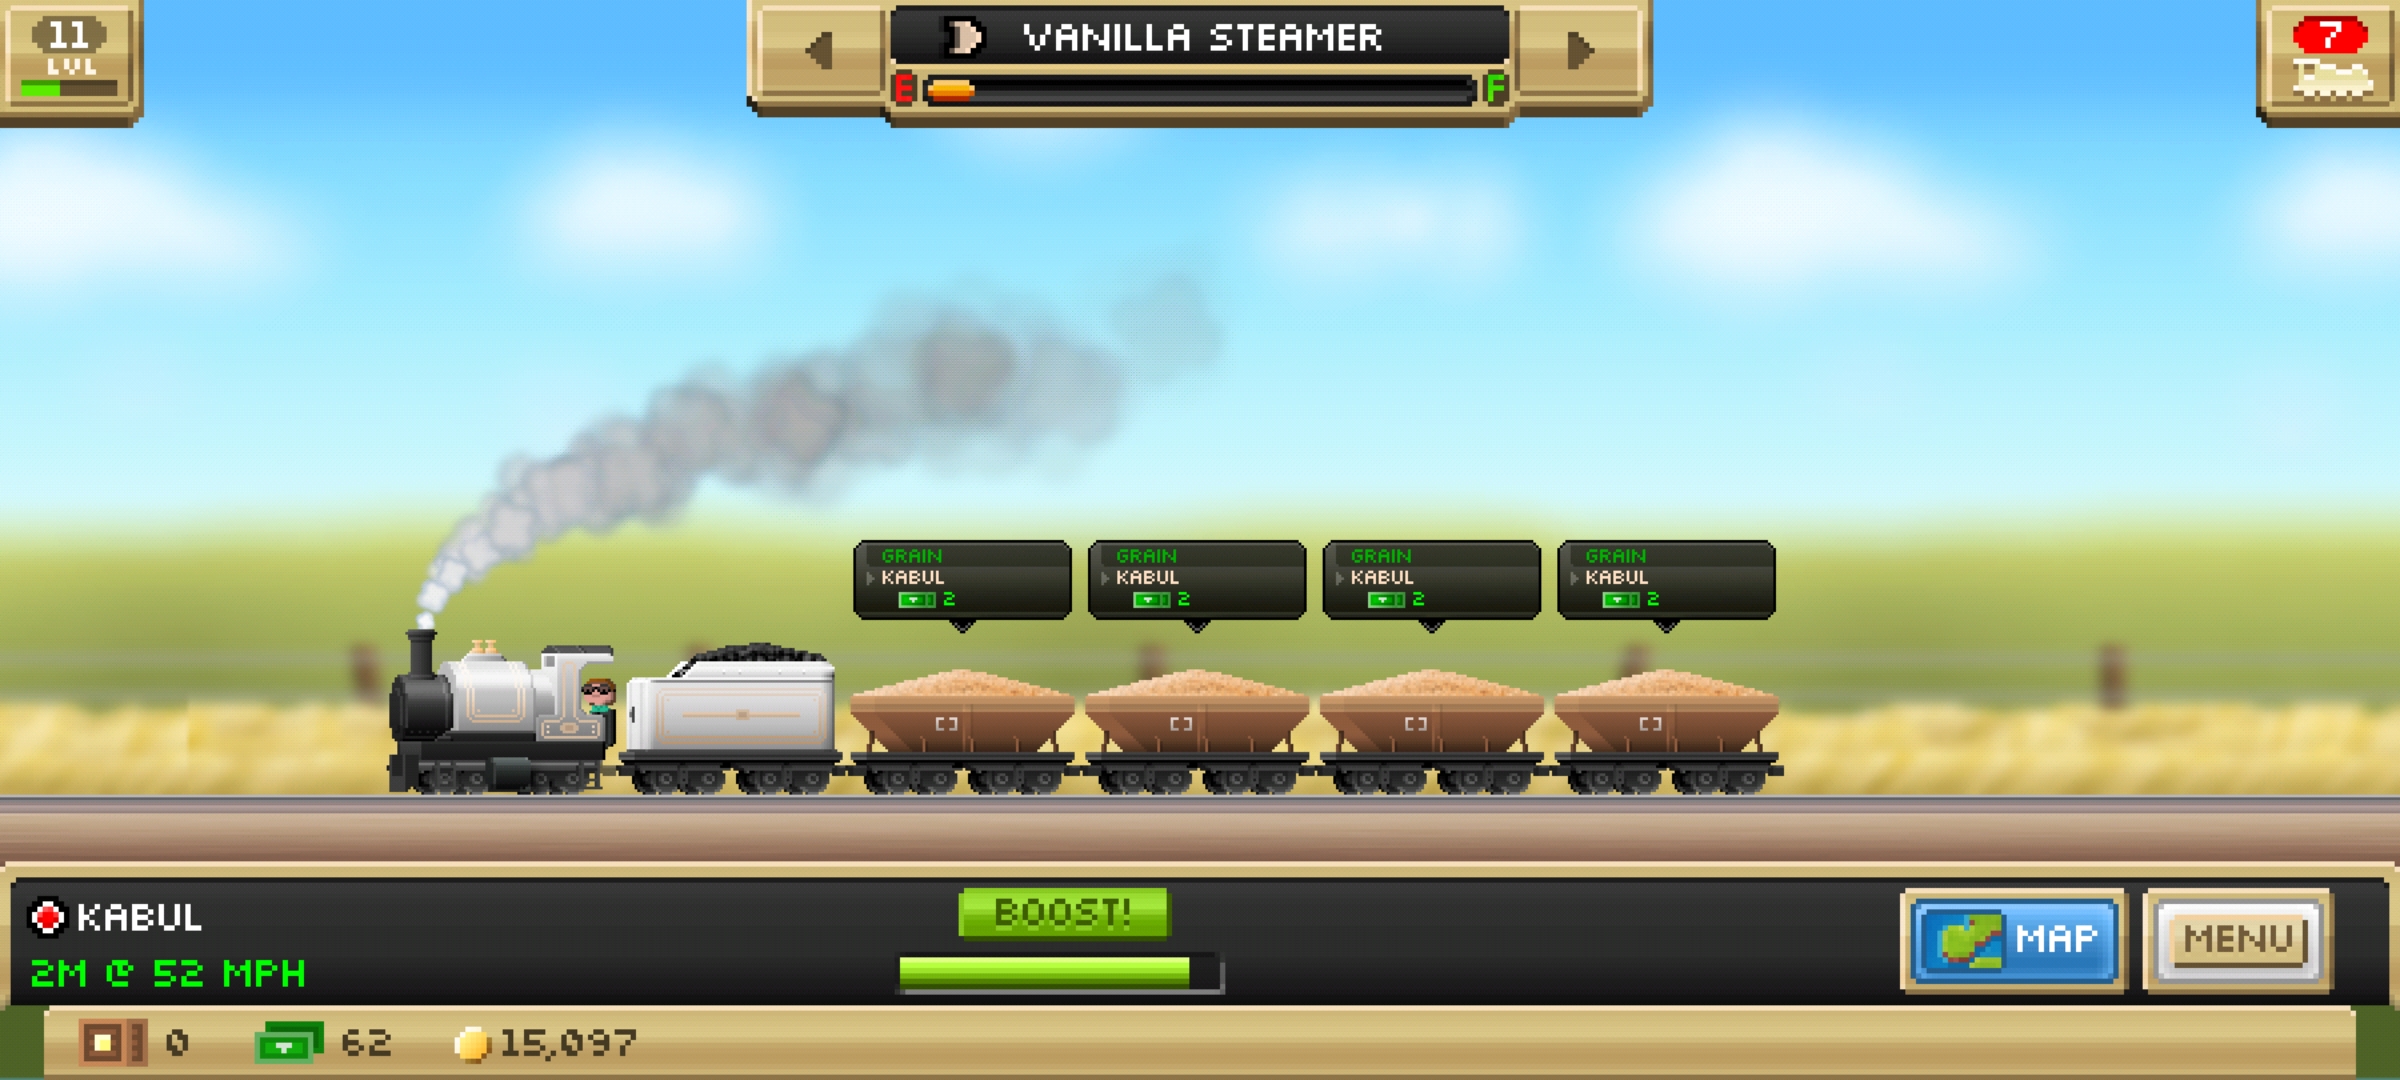 11
LVL
VANILLA STEAMER
E F
7
GRAIN
KABUL
2
GRAIN
KABUL
2
GRAIN
KABUL
2
GRAIN
KABUL
2
KABUL
2M @ 52 MPH
BOOST!
MAP
MENU
0 62 15,097